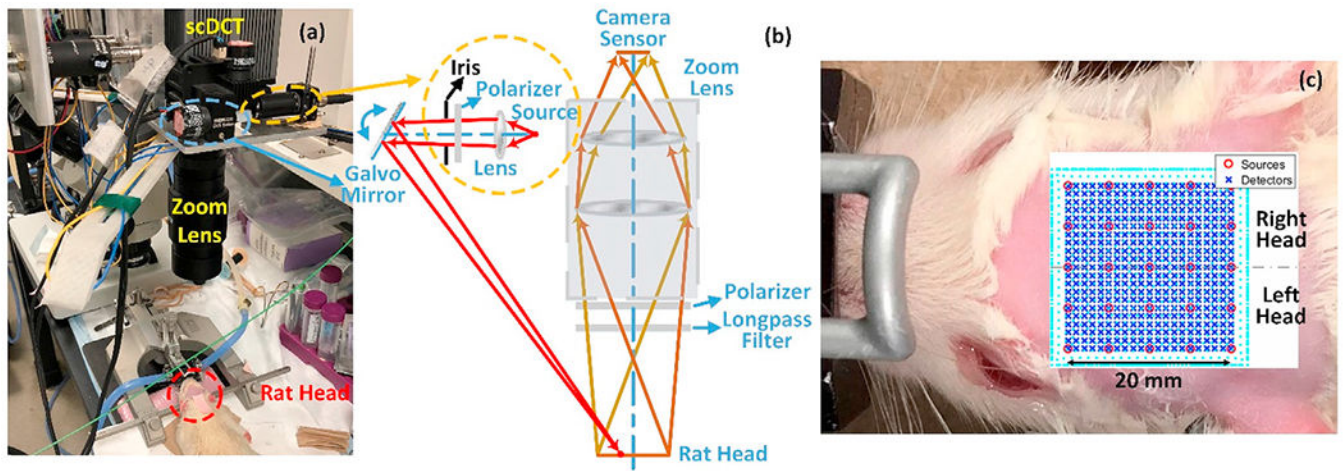 scDCT
(a)
Zoom
Lens
Rat Head
Camera
Sensor
(b)
Iris
Polarizer
Source
Zoom
Lens
Lens
Galvo
Mirror
Polarizer
Longpass
Filter
Rat Head
(c)
Sources
Detectors
Right
Head
Left
Head
20 mm